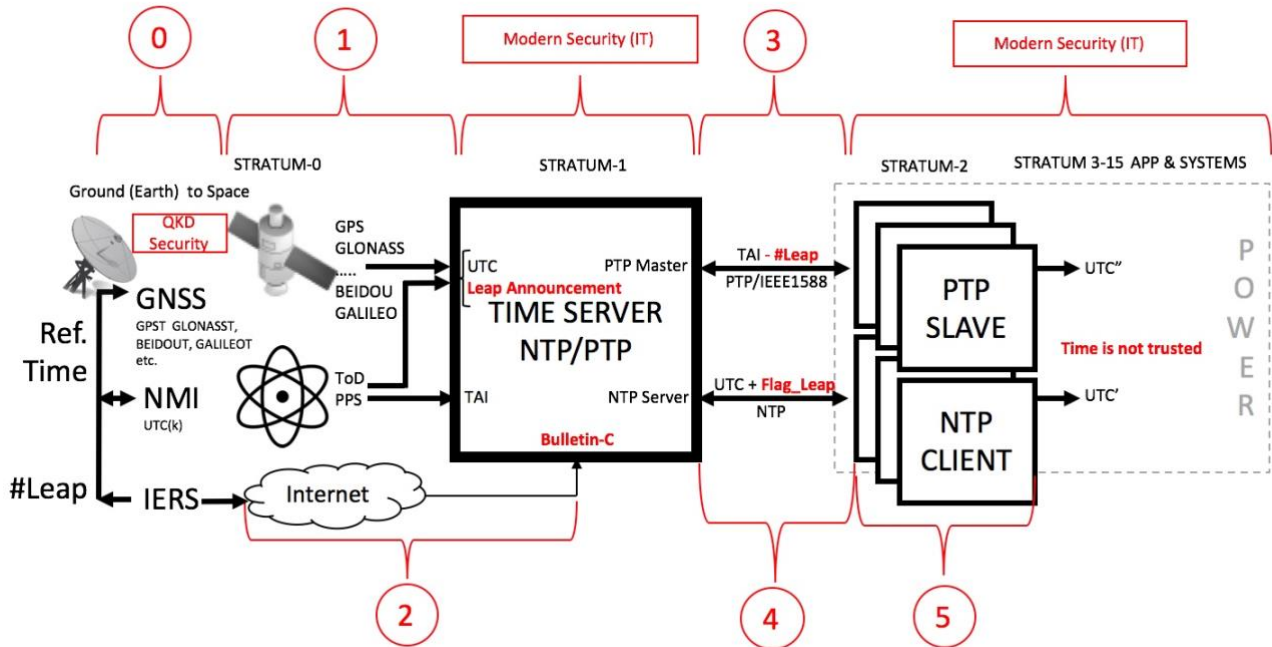 0
1
Modern Security (IT)
3
Modern Security (IT)
STRATUM-0
STRATUM-1
STRATUM-2
STRATUM 3-15 APP & SYSTEMS
Ground (Earth) to Space
QKD
Security
GPS
GLONASS
.....
BEIDOU
GALILEO
GNSS
GPST GLONASST,
BEIDOUT, GALILEOT
etc.
Ref.
Time
NMI
UTC(k)
#Leap
IERS
Internet
ToD
PPS
UTC
Leap Announcement
PTP Master
TIME SERVER
NTP/PTP
TAI
NTP Server
Bulletin-C
TAI - #Leap
PTP/IEEE1588
UTC + Flag_Leap
NTP
PTP
SLAVE
NTP
CLIENT
UTC"
Time is not trusted
UTC'
P
O
W
E
R
2
4
5